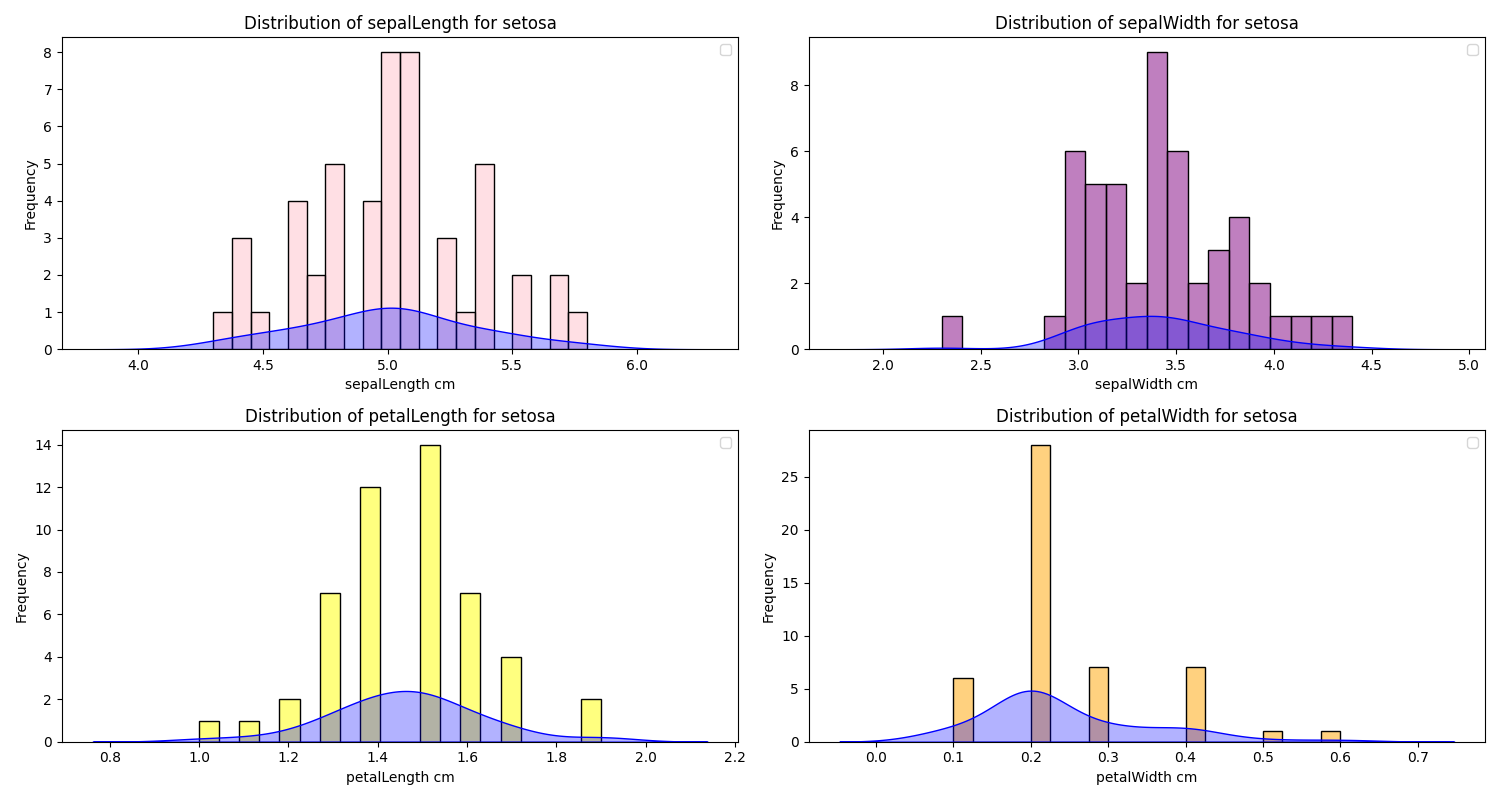 Distribution of sepalLength for setosa
8
7
6
5
4
3
2
1
0
Frequency
4.0 4.5 5.0 5.5 6.0
sepalLength cm
Distribution of sepalWidth for setosa
8
6
4
2
0
Frequency
2.0 2.5 3.0 3.5 4.0 4.5 5.0
sepalWidth cm
Distribution of petalLength for setosa
14
12
10
8
6
4
2
0
Frequency
0.8 1.0 1.2 1.4 1.6 1.8 2.0 2.2
petalLength cm
Distribution of petalWidth for setosa
25
20
15
10
5
0
Frequency
0.0 0.1 0.2 0.3 0.4 0.5 0.6 0.7
petalWidth cm